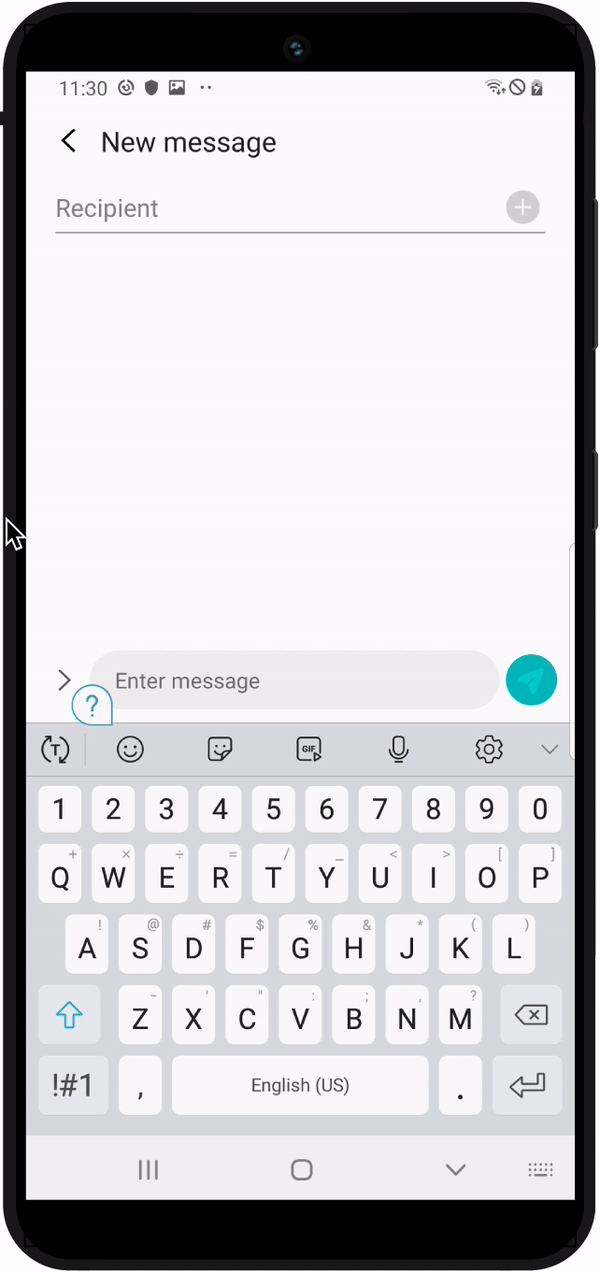 11:30
New message
Recipient
Enter message
?
T GIF
1 2 3 4 5 6 7 8 9 0
+ × ÷ = / _ < > [ ]
Q W E R T Y U I O P
! @ # $ % & * ( )
A S D F G H J K L
- ' " : ; , ?
Z X C V B N M
!#1 , English (US) .